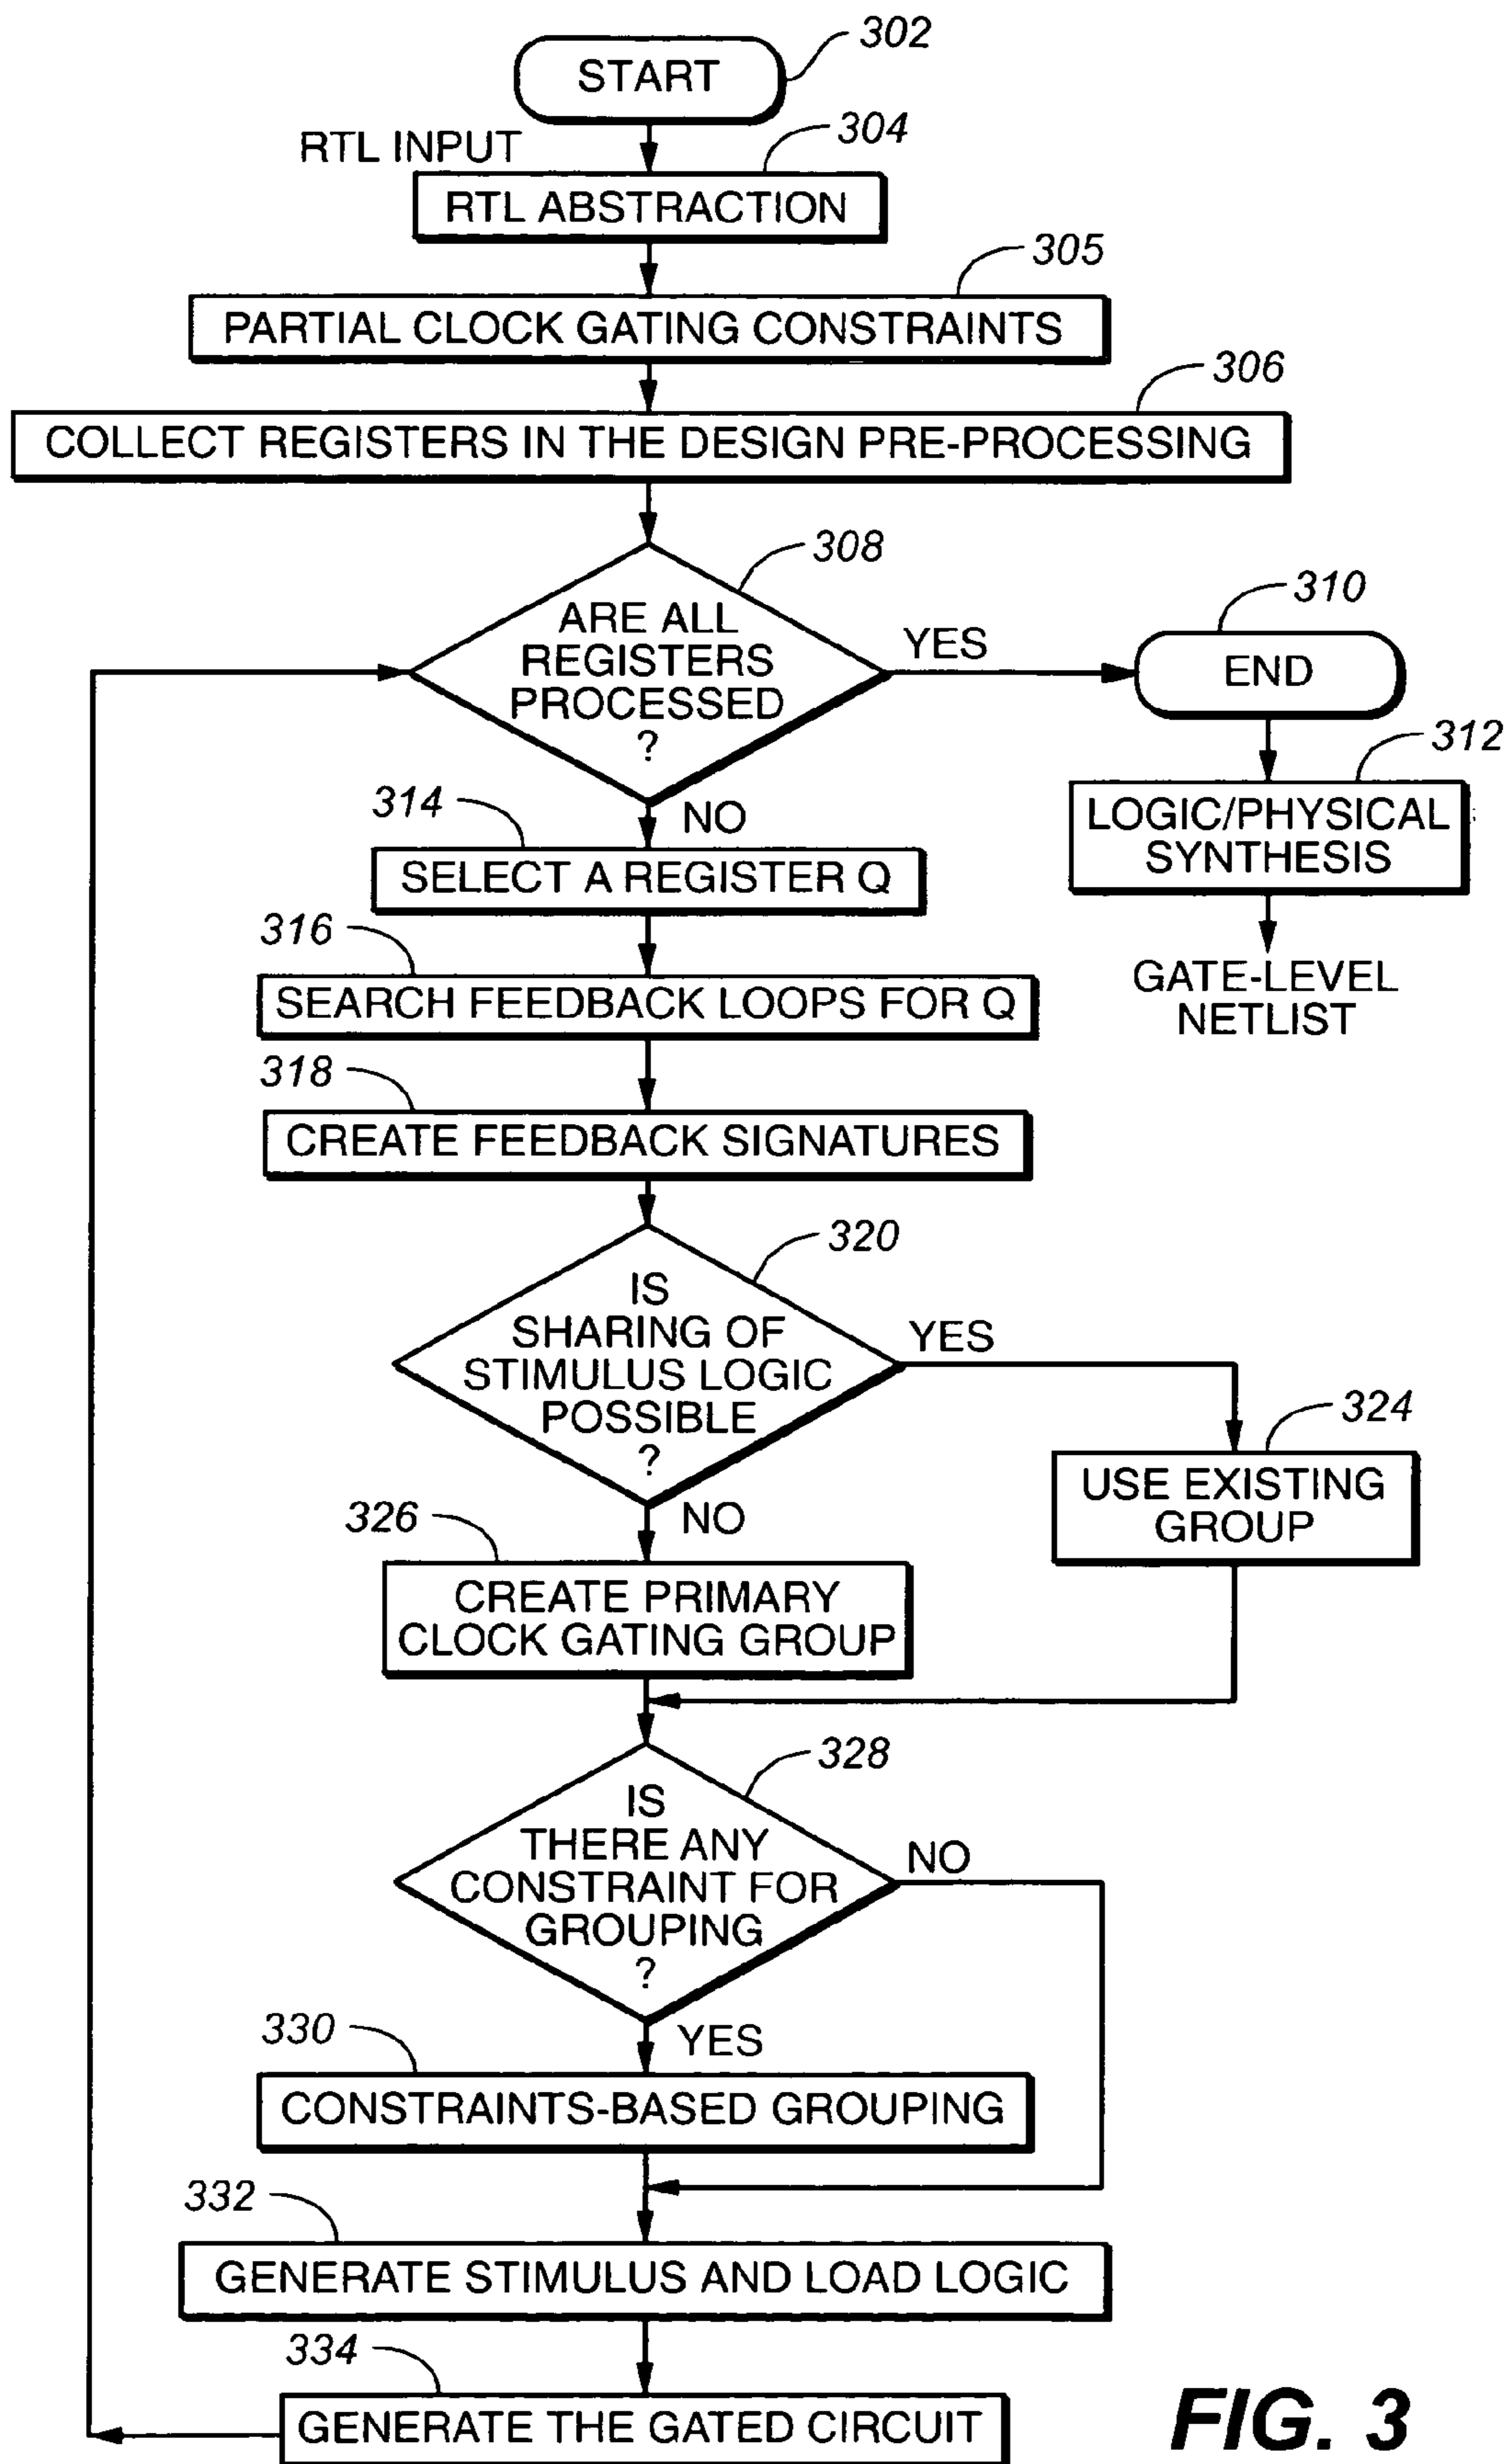 302
START
RTL INPUT
304
RTL ABSTRACTION
305
PARTIAL CLOCK GATING CONSTRAINTS
306
COLLECT REGISTERS IN THE DESIGN PRE-PROCESSING
308
ARE ALL
REGISTERS
PROCESSED
?
YES
310
END
312
LOGIC/PHYSICAL
SYNTHESIS
GATE-LEVEL
NETLIST
NO
314
SELECT A REGISTER Q
316
SEARCH FEEDBACK LOOPS FOR Q
318
CREATE FEEDBACK SIGNATURES
320
IS
SHARING OF
STIMULUS LOGIC
POSSIBLE
?
YES
324
USE EXISTING
GROUP
NO
326
CREATE PRIMARY
CLOCK GATING GROUP
328
IS
THERE ANY
CONSTRAINT FOR
GROUPING
?
NO
YES
330
CONSTRAINTS-BASED GROUPING
332
GENERATE STIMULUS AND LOAD LOGIC
334
GENERATE THE GATED CIRCUIT
FIG. 3